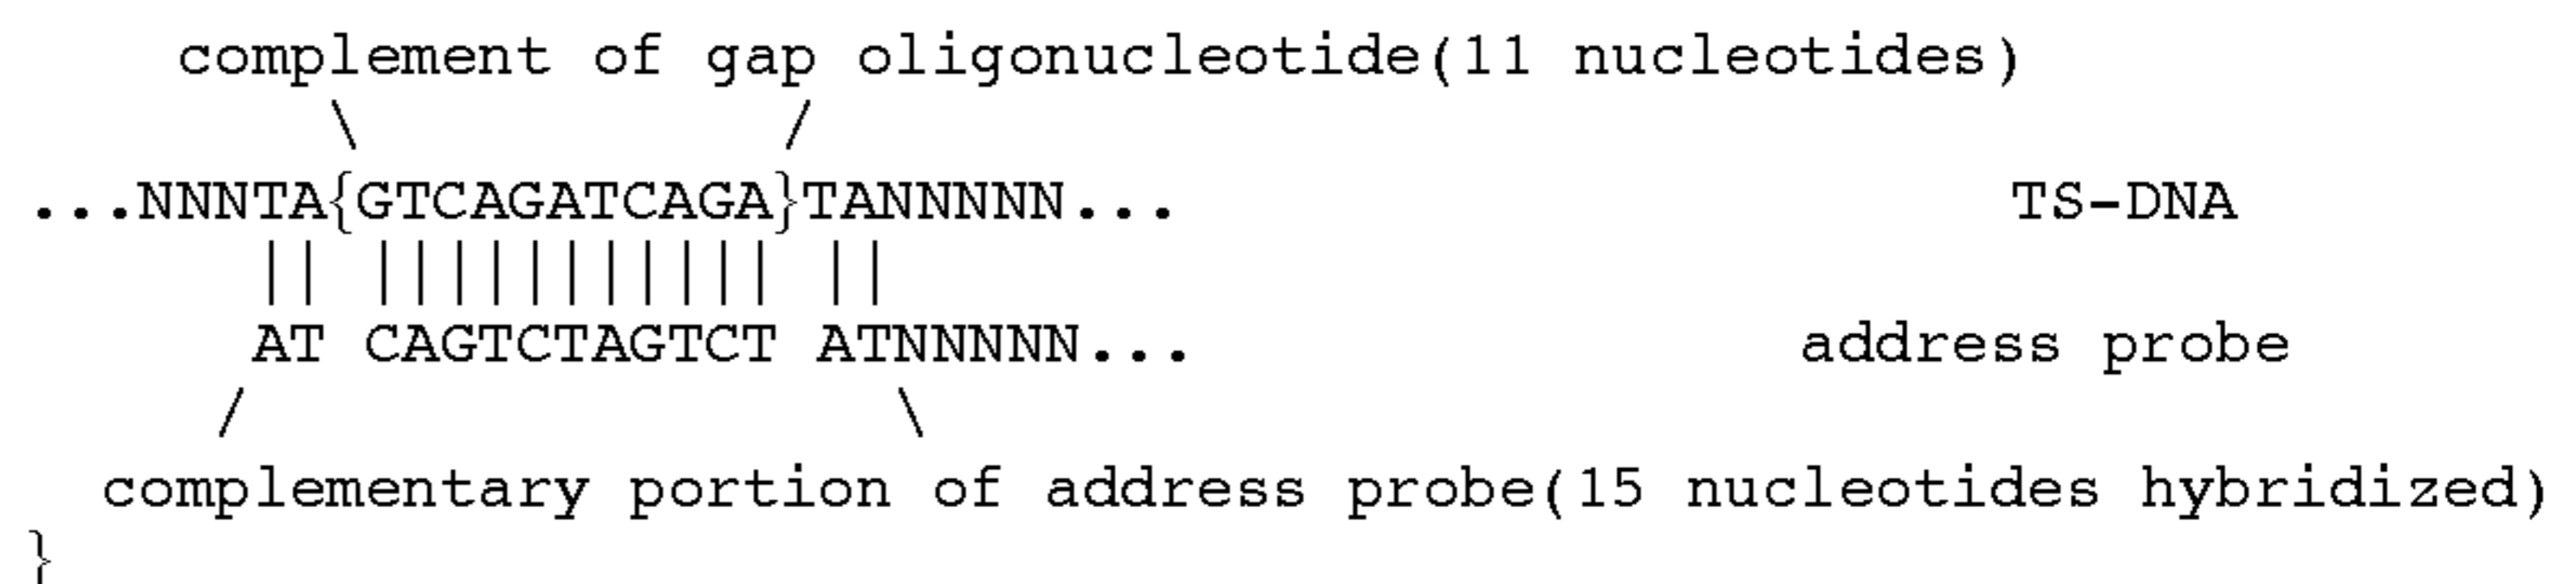 complement of gap oligonucleotide(11 nucleotides)
\ /
...NNNTA{GTCAGATCAGA}TANNNNN... TS-DNA
|| ||||||||||| ||
AT CAGTCTAGTCT ATNNNNN... address probe
/ \
complementary portion of address probe(15 nucleotides hybridized)
}